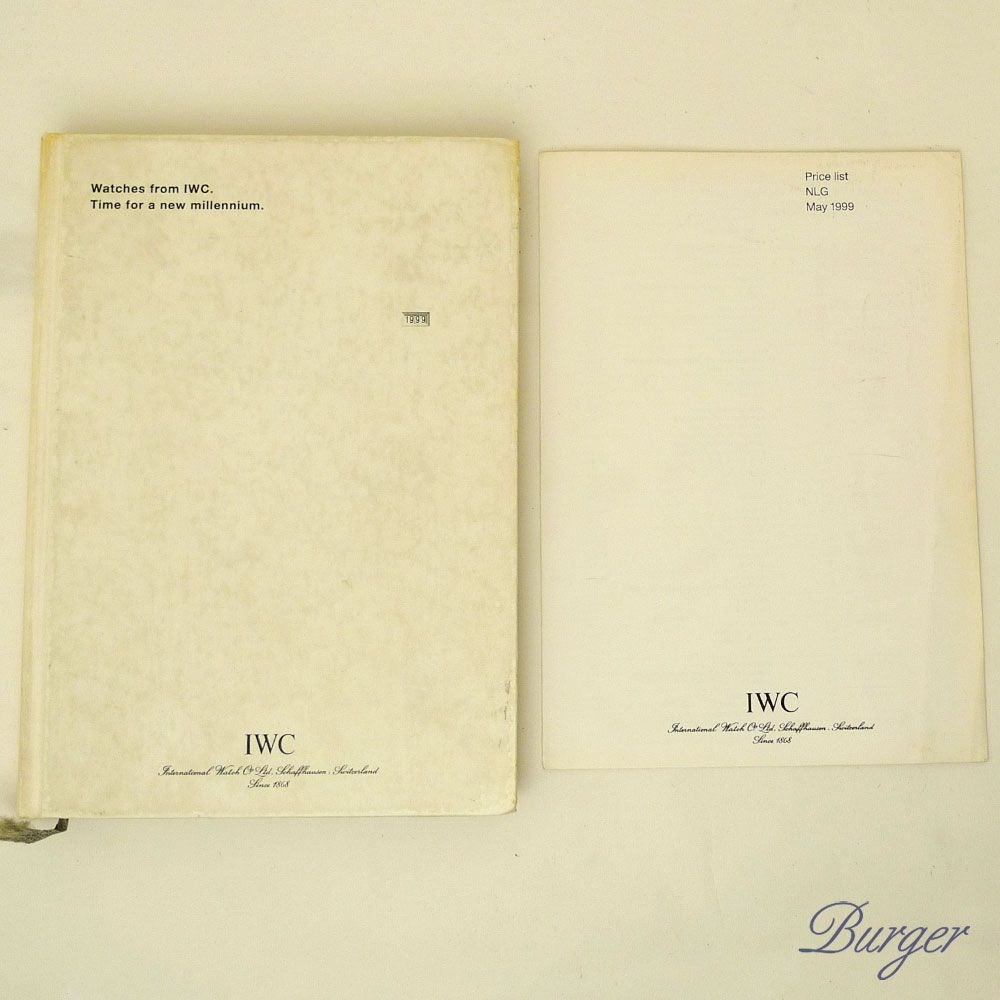 Watches from IWC.
Time for a new millennium.
1999
IWC
International Watch Co Ltd. Schaffhausen. Switzerland
Since 1868
Price list
NLG
May 1999
IWC
International Watch Co Ltd. Schaffhausen. Switzerland
Since 1868
Burger